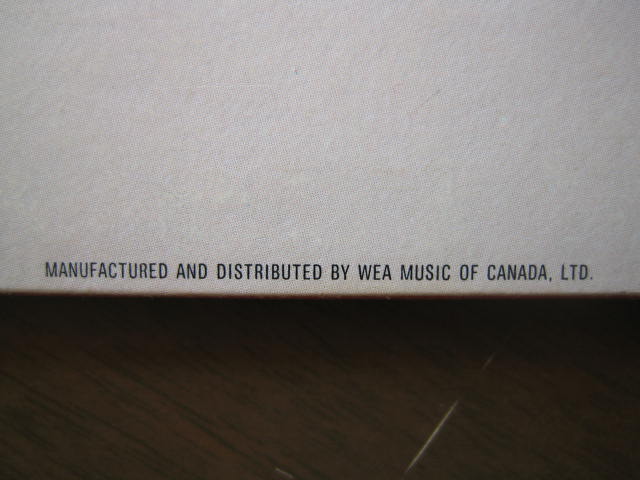 MANUFACTURED AND DISTRIBUTED BY WEA MUSIC OF CANADA, LTD.